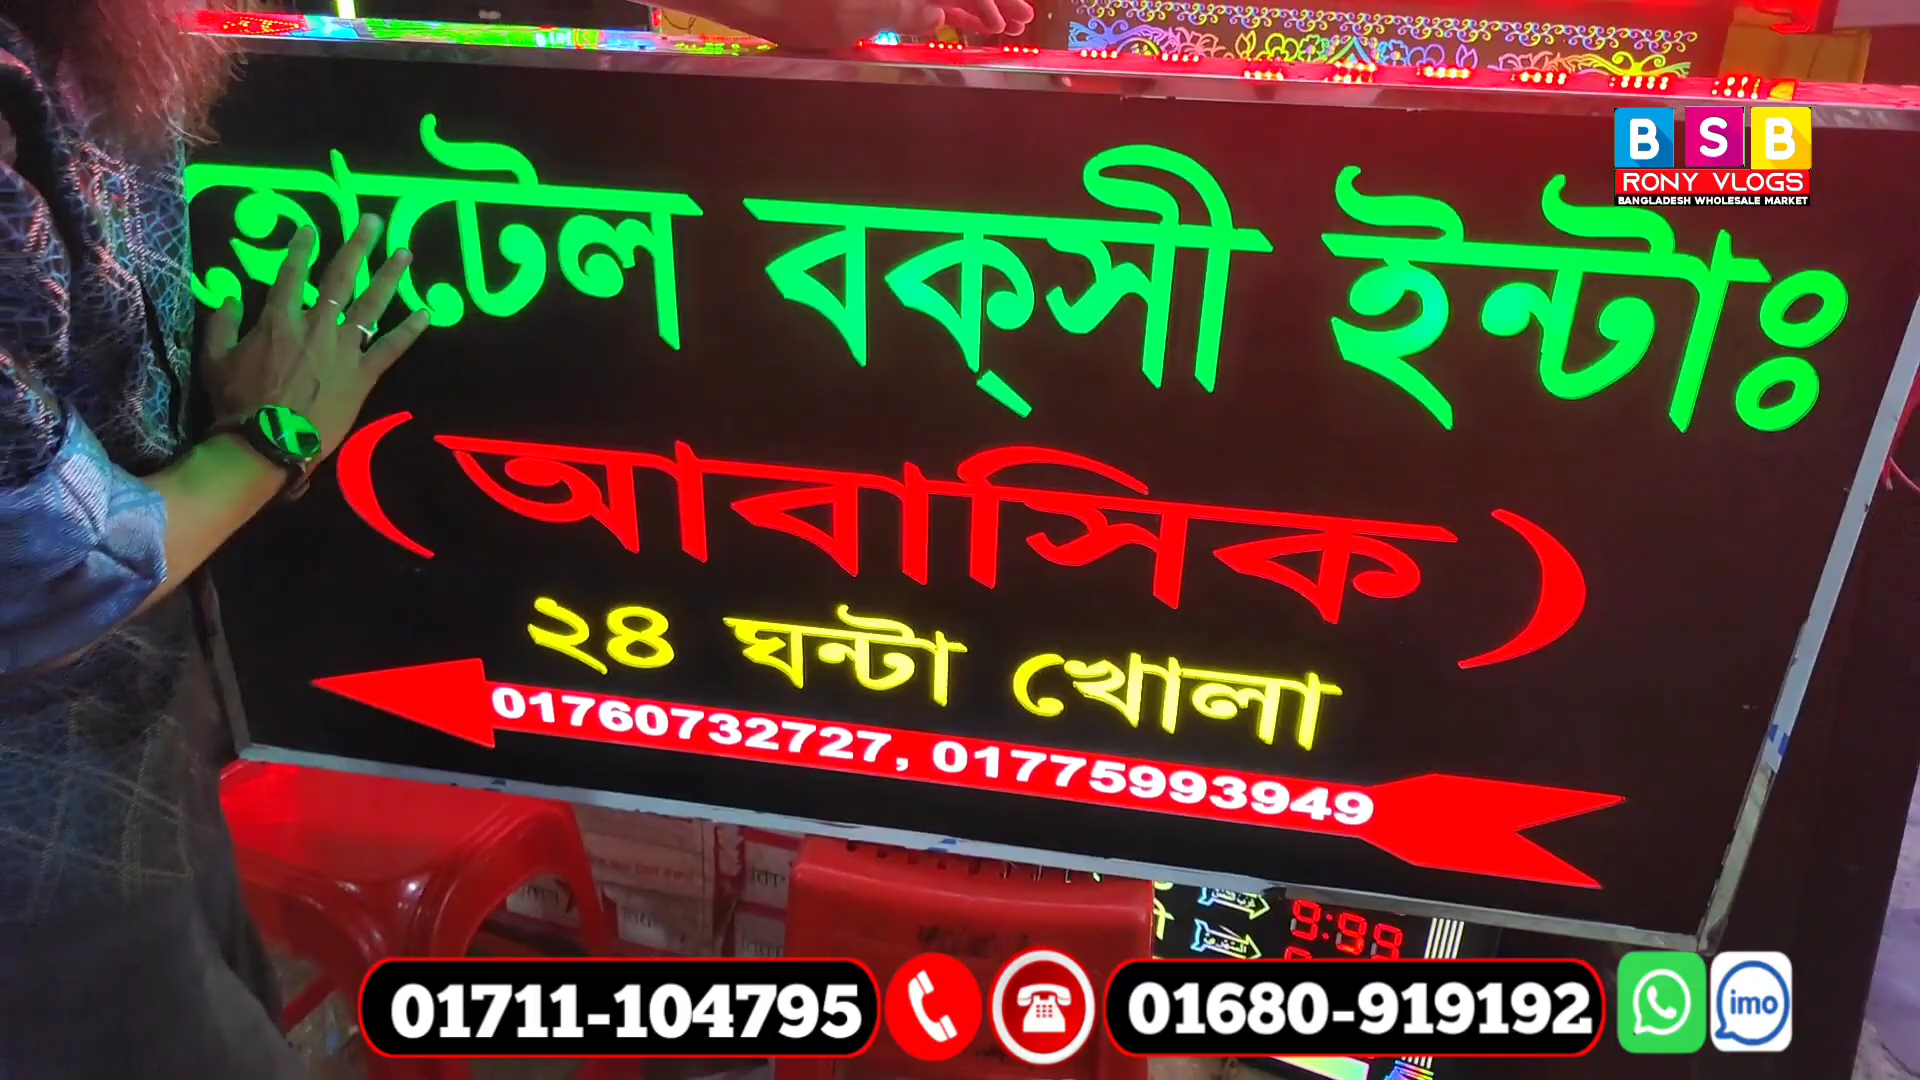 B S B
RONY VLOGS
BANGLADESH WHOLESALE MARKET
হোটেল বক্‌সী ইন্টাঃ
( আবাসিক )
২৪ ঘন্টা খোলা
01760732727, 01775993949
01711-104795
01680-919192
imo